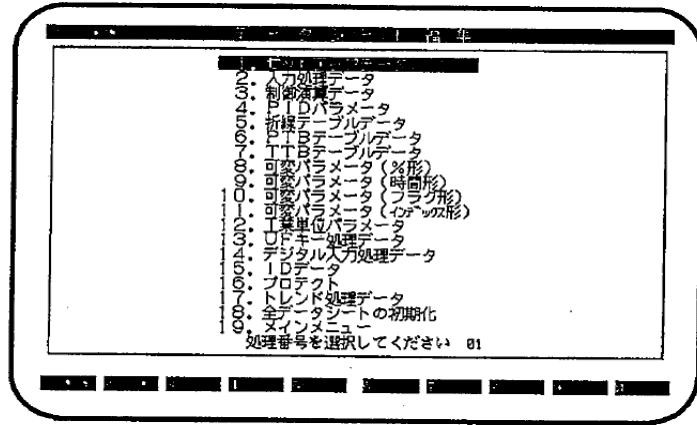 2. 入力処理データ
3. 制御演算データ
4. PIDパラメータ
5. 折線テーブルデータ
6. PTBテーブルデータ
7. TTBテーブルデータ
8. 可変パラメータ(%形)
9. 可変パラメータ(時間形)
10. 可変パラメータ(フラグ形)
11. 可変パラメータ(インデックス形)
12. 工業単位パラメータ
13. UFキー処理データ
14. デジタル入力処理データ
15. IDデータ
16. プロテクト
17. トレンド処理データ
18. 全データシートの初期化
19. メインメニュー
処理番号を選択してください 01